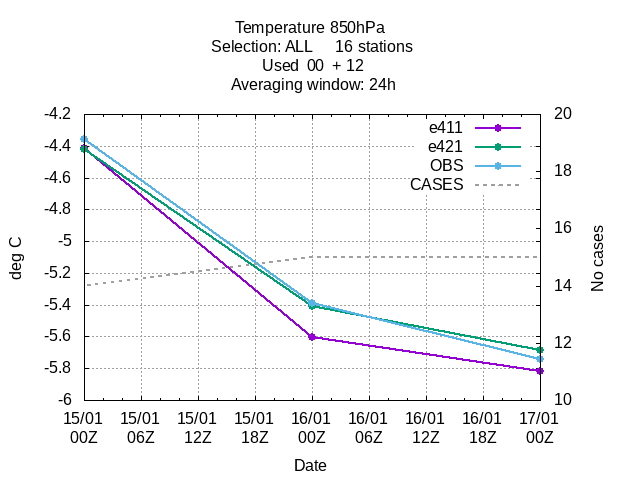 Temperature 850hPa
Selection: ALL     16 stations
Used  00  + 12
Averaging window: 24h
-4.2
-4.4
-4.6
-4.8
-5
-5.2
-5.4
-5.6
-5.8
-6
deg C
e411
e421
OBS
CASES
20
18
16
14
12
10
No cases
15/01 15/01 15/01 15/01 16/01 16/01 16/01 16/01 17/01
00Z 06Z 12Z 18Z 00Z 06Z 12Z 18Z 00Z
Date